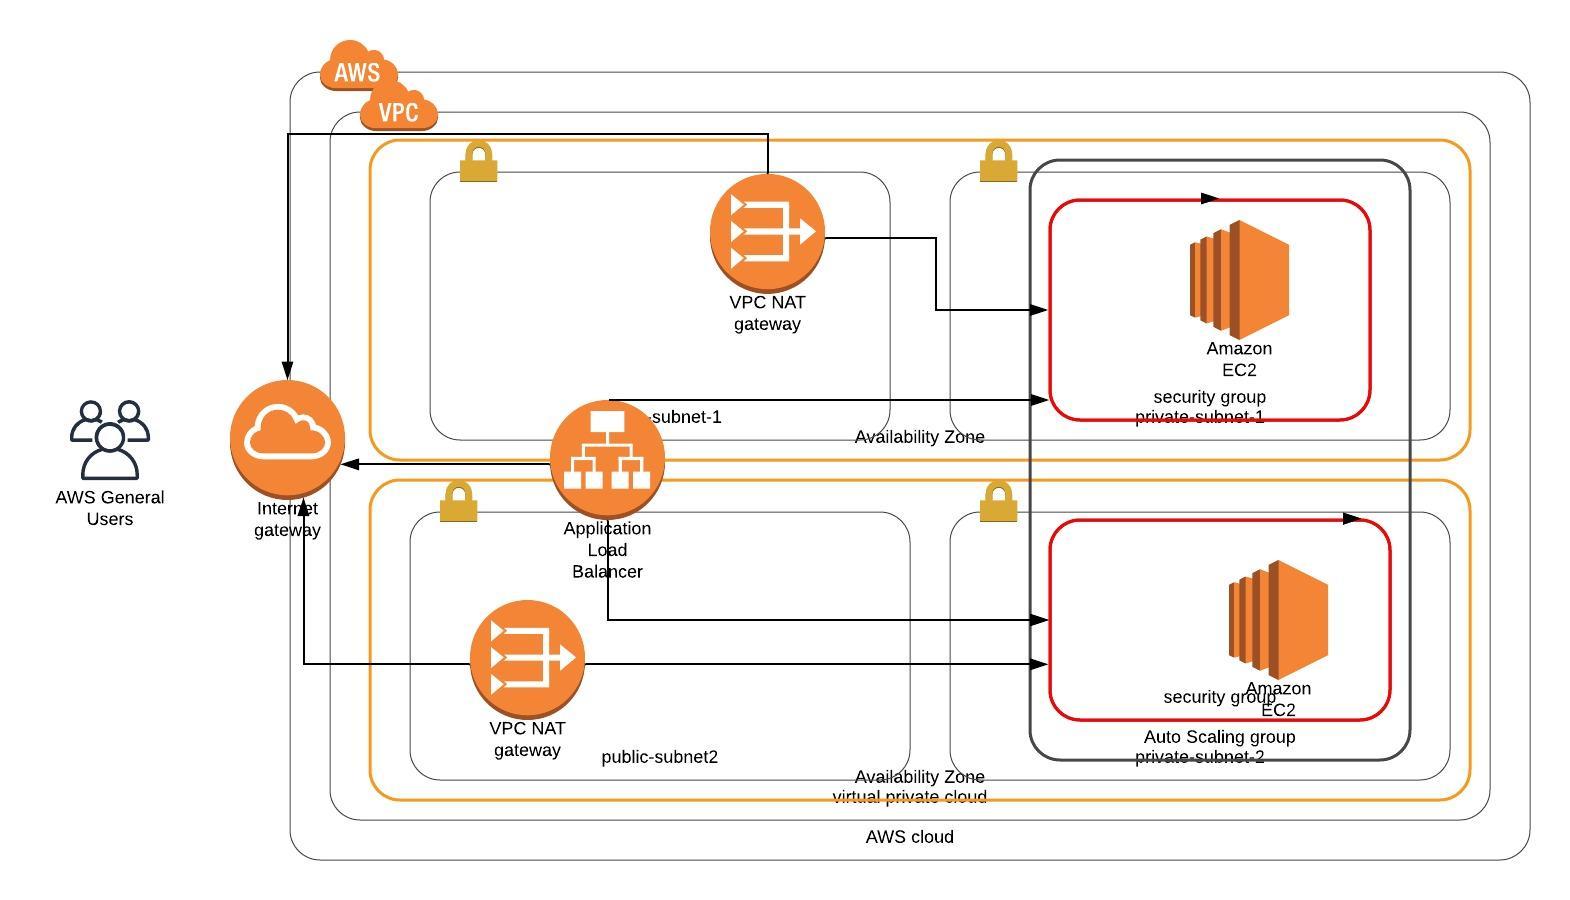 AWS
VPC
VPC NAT
gateway
Amazon
EC2
security group
private-subnet-1
-subnet-1
Availability Zone
AWS General
Users
Internet
gateway
Application
Load
Balancer
VPC NAT
gateway
public-subnet2
security group
Amazon
EC2
Auto Scaling group
private-subnet-2
Availability Zone
virtual private cloud
AWS cloud